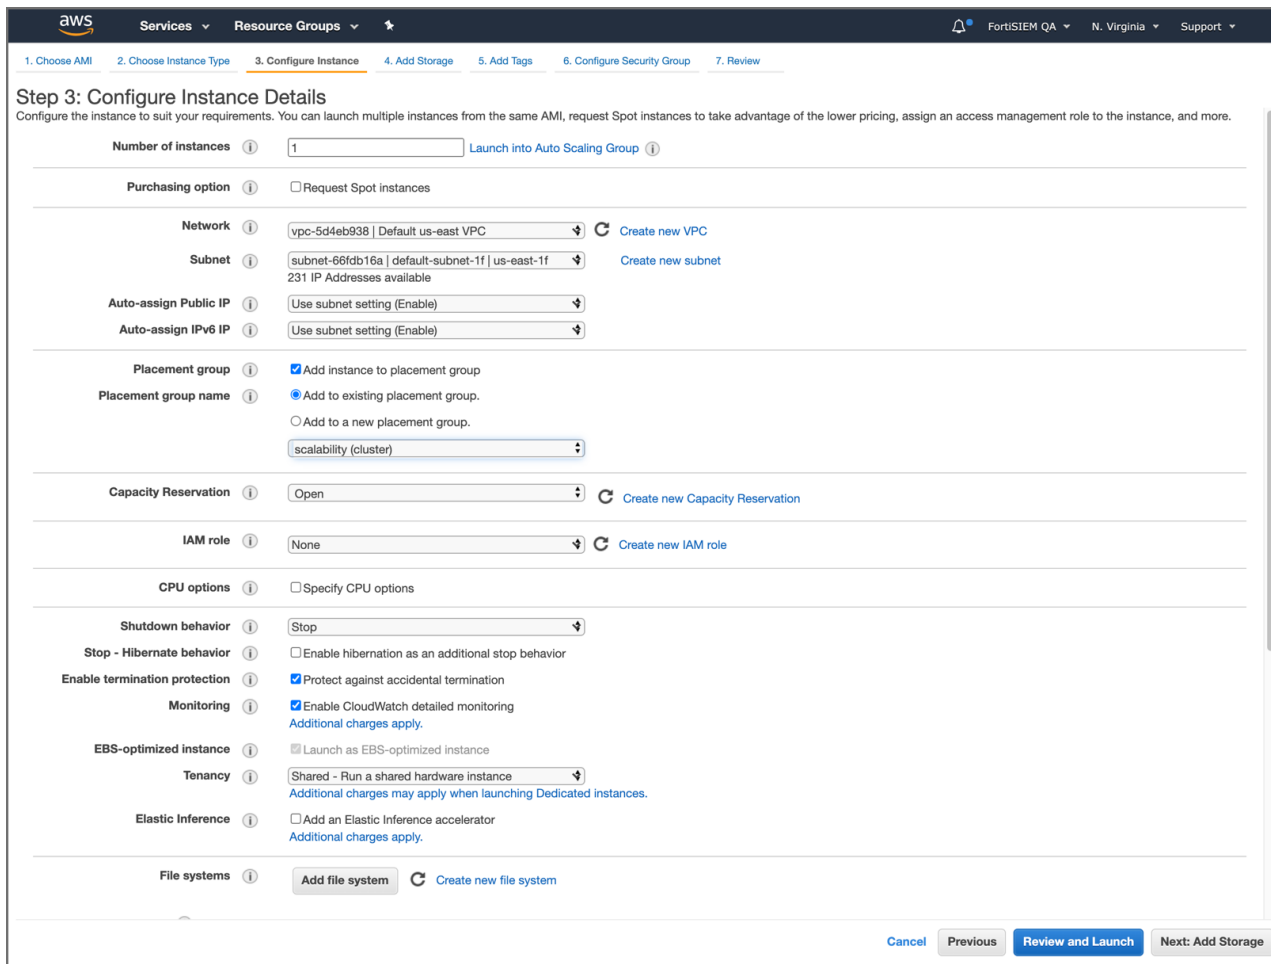 aws Services Resource Groups FortiSIEM QA N. Virginia Support
1. Choose AMI 2. Choose Instance Type 3. Configure Instance 4. Add Storage 5. Add Tags 6. Configure Security Group 7. Review
Step 3: Configure Instance Details
Configure the instance to suit your requirements. You can launch multiple instances from the same AMI, request Spot instances to take advantage of the lower pricing, assign an access management role to the instance, and more.
Number of instances i 1 Launch into Auto Scaling Group i
Purchasing option i Request Spot instances
Network i vpc-5d4eb938 | Default us-east VPC Create new VPC
Subnet i subnet-66fdb16a | default-subnet-1f | us-east-1f Create new subnet
231 IP Addresses available
Auto-assign Public IP i Use subnet setting (Enable)
Auto-assign IPv6 IP i Use subnet setting (Enable)
Placement group i Add instance to placement group
Placement group name i Add to existing placement group.
Add to a new placement group.
scalability (cluster)
Capacity Reservation i Open Create new Capacity Reservation
IAM role i None Create new IAM role
CPU options i Specify CPU options
Shutdown behavior i Stop
Stop - Hibernate behavior i Enable hibernation as an additional stop behavior
Enable termination protection i Protect against accidental termination
Monitoring i Enable CloudWatch detailed monitoring
Additional charges apply.
EBS-optimized instance i Launch as EBS-optimized instance
Tenancy i Shared - Run a shared hardware instance
Additional charges may apply when launching Dedicated instances.
Elastic Inference i Add an Elastic Inference accelerator
Additional charges apply.
File systems i Add file system Create new file system
Cancel Previous Review and Launch Next: Add Storage